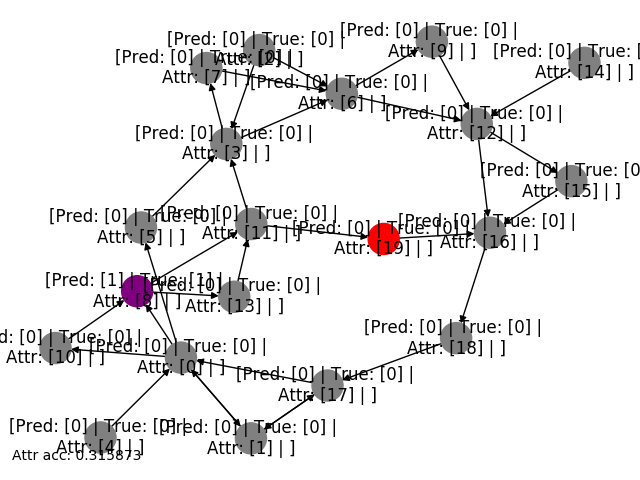 [Pred: [0] | True: [0] |
Attr: [9] | ]
[Pred: [0] | True: [0] |
Attr: [2] | ]
[Pred: [0] | True: [0] |
Attr: [14] | ]
[Pred: [0] | True: [0] |
Attr: [7] | ]
[Pred: [0] | True: [0] |
Attr: [6] | ]
[Pred: [0] | True: [0] |
Attr: [12] | ]
[Pred: [0] | True: [0] |
Attr: [3] | ]
[Pred: [0] | True: [0]
Attr: [15] | ]
[Pred: [0] | True: [0] |
Attr: [5] | ]
[Pred: [0] | True: [0] |
Attr: [11] | ]
[Pred: [0] | True: [0] |
Attr: [19] | ]
[Pred: [0] | True: [0] |
Attr: [16] | ]
[Pred: [1] | True: [1] |
Attr: [8] | ]
[Pred: [0] | True: [0] |
Attr: [13] | ]
[Pred: [0] | True: [0] |
Attr: [18] | ]
d: [0] | True: [0] |
Attr: [10] | ]
[Pred: [0] | True: [0] |
Attr: [0] | ]
[Pred: [0] | True: [0] |
Attr: [17] | ]
[Pred: [0] | True: [0] |
Attr: [4] | ]
[Pred: [0] | True: [0] |
Attr: [1] | ]
Attr acc: 0.315873